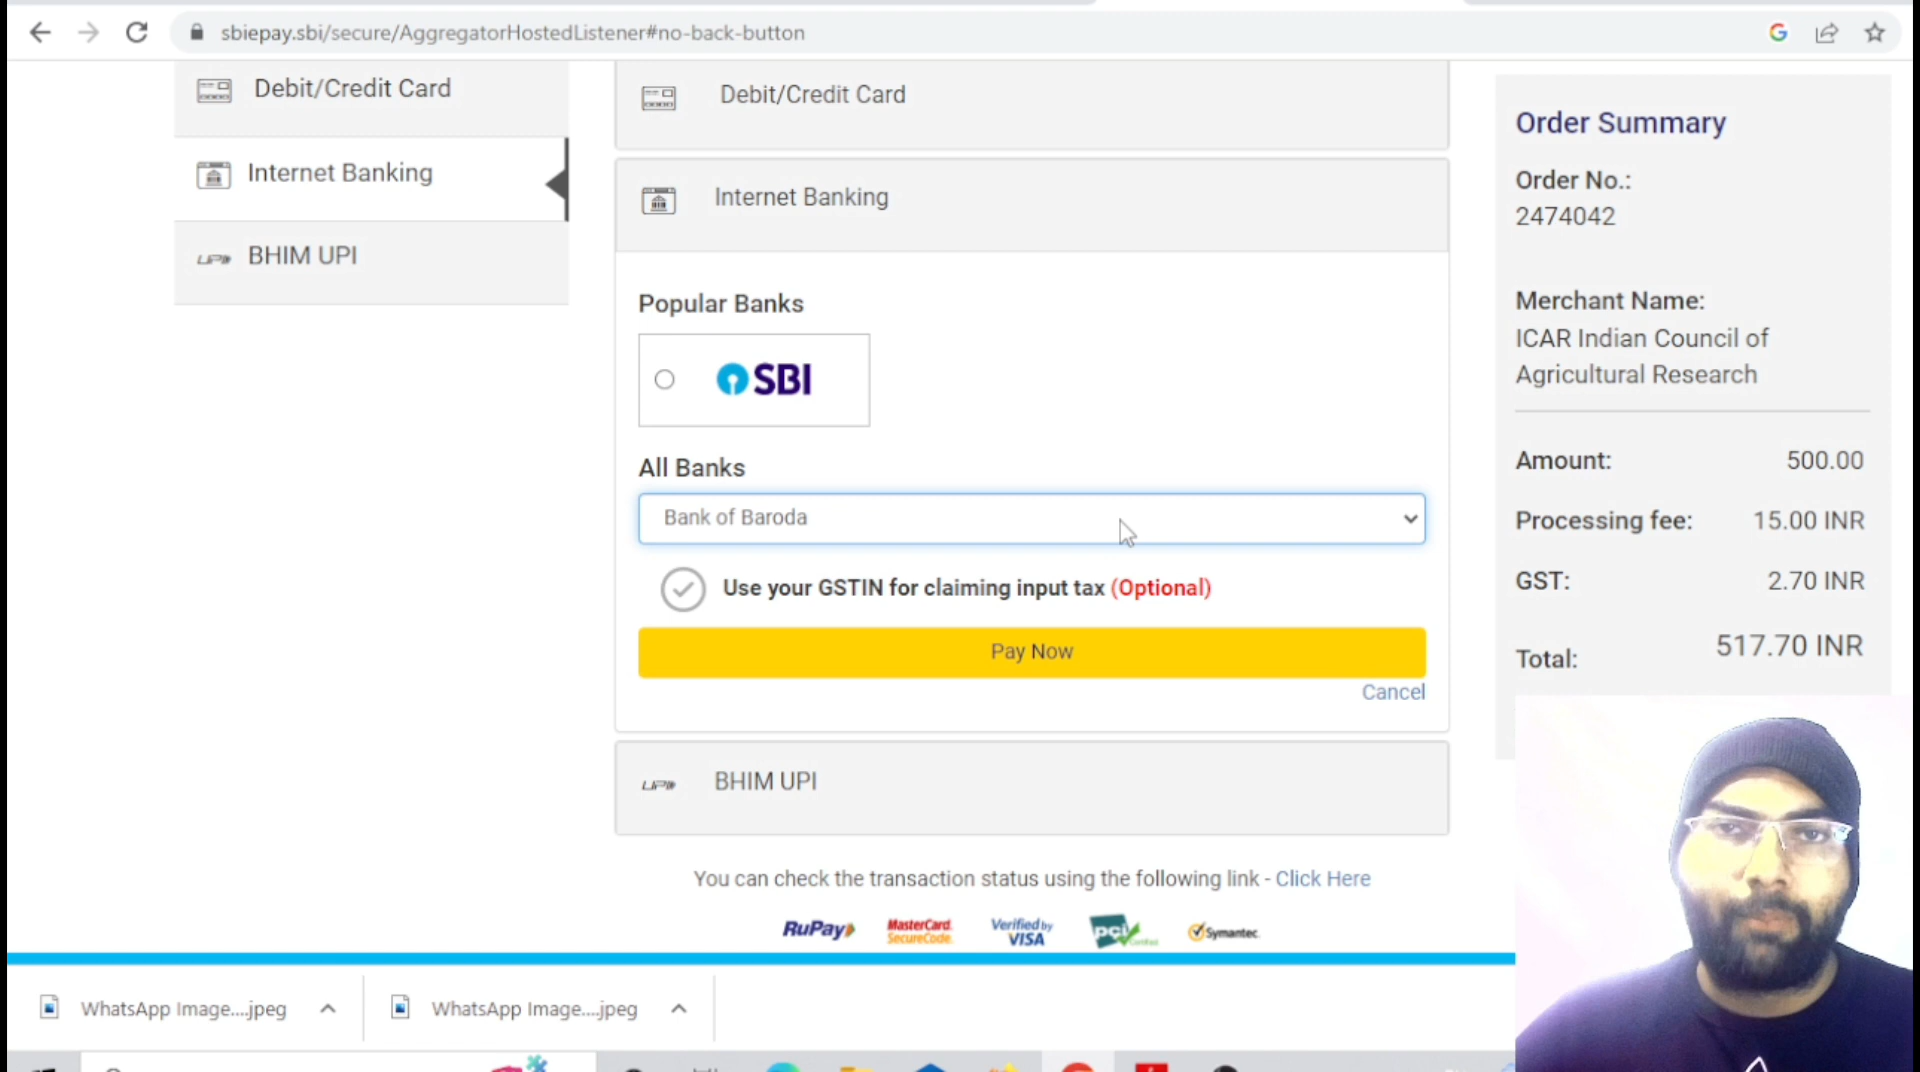 sbiepay.sbi/secure/AggregatorHostedListener#no-back-button
Debit/Credit Card
Internet Banking
UPI BHIM UPI
Debit/Credit Card
Internet Banking
Popular Banks
SBI
All Banks
Bank of Baroda
Use your GSTIN for claiming input tax (Optional)
Pay Now
Cancel
UPI BHIM UPI
You can check the transaction status using the following link - Click Here
RuPay MasterCard. SecureCode. Verified by VISA pci Certified Symantec.
Order Summary
Order No.:
2474042
Merchant Name:
ICAR Indian Council of
Agricultural Research
Amount: 500.00
Processing fee: 15.00 INR
GST: 2.70 INR
Total: 517.70 INR
WhatsApp Image....jpeg WhatsApp Image....jpeg